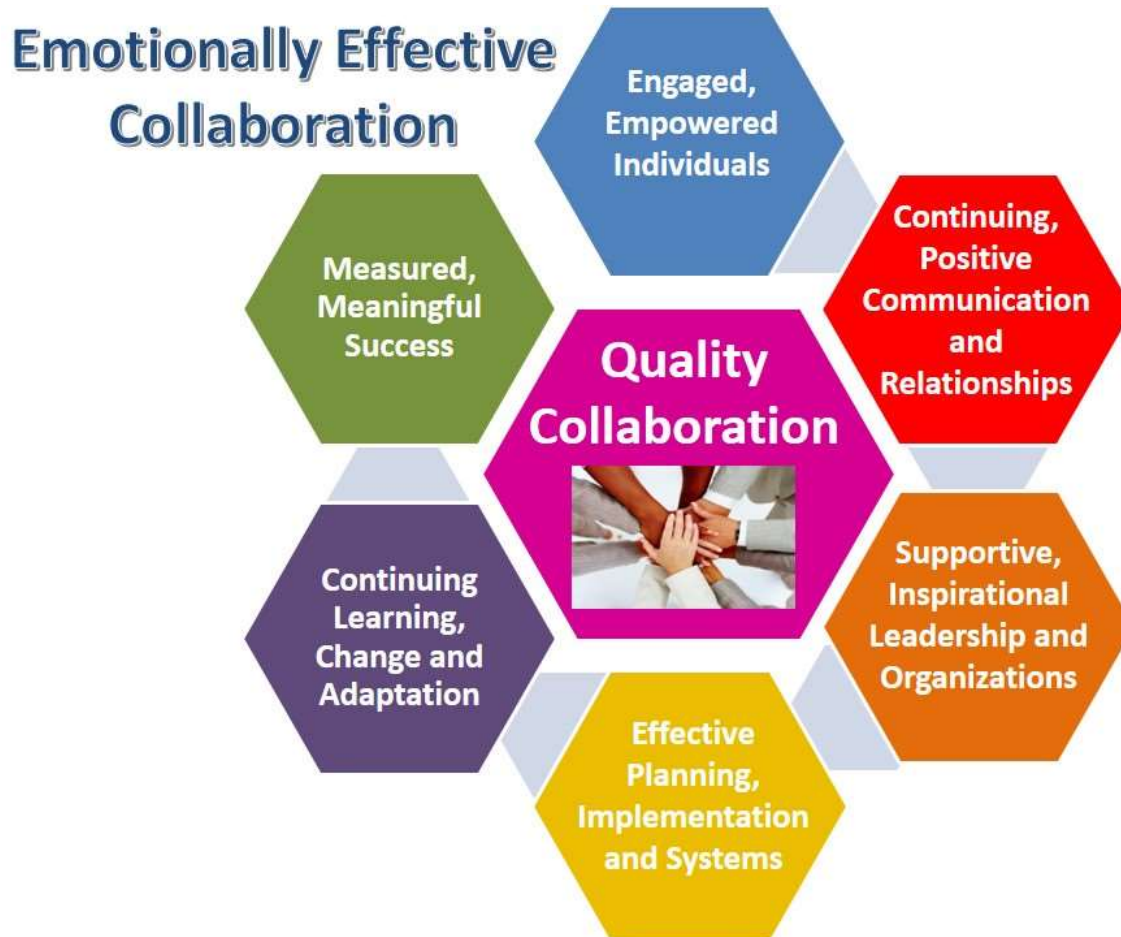 Emotionally Effective
Collaboration
Engaged,
Empowered
Individuals
Continuing,
Positive
Communication
and
Relationships
Supportive,
Inspirational
Leadership and
Organizations
Effective
Planning,
Implementation
and Systems
Continuing
Learning,
Change and
Adaptation
Measured,
Meaningful
Success
Quality
Collaboration